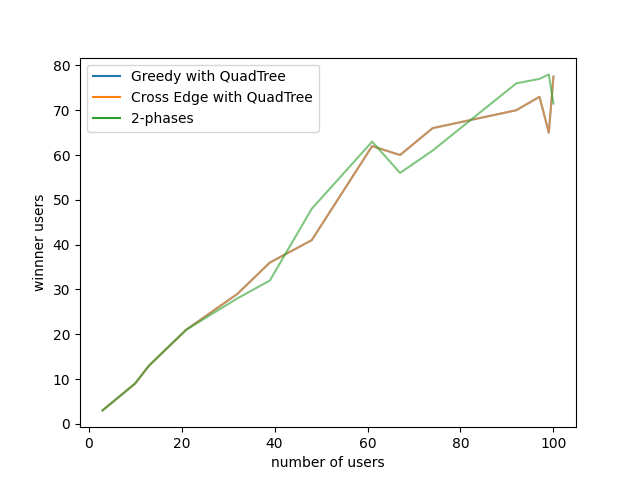 Greedy with QuadTree
Cross Edge with QuadTree
2-phases
80
70
60
50
40
30
20
10
0
winnner users
0 20 40 60 80 100
number of users